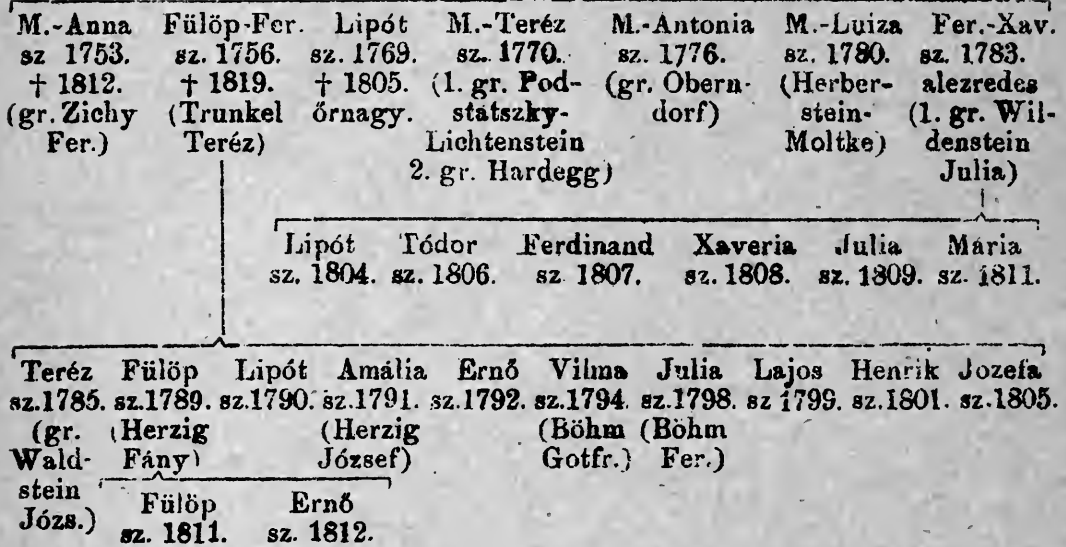 M.-Anna Fülöp-Fer. Lipót M.-Teréz M.-Antonia M.-Luiza Fer.-Xav.
sz 1753. sz. 1756. sz. 1769. sz. 1770. sz. 1776. sz. 1780. sz. 1783.
† 1812. † 1819. † 1805. (1. gr. Pod- (gr. Obern- (Herber- alezredes
(gr. Zichy (Trunkel őrnagy. statszky- dorf) stein- (1. gr. Wil-
Fer.) Teréz) Lichtenstein Moltke) denstein
2. gr. Hardegg) Julia)
Lipót Tódor Ferdinand Xaveria Julia Mária
sz. 1804. sz. 1806. sz 1807. sz. 1808. sz. 1809. sz. 1811.
Teréz Fülöp Lipót Amália Ernő Vilma Julia Lajos Henrik Jozefa
sz.1785. sz.1789. sz.1790. sz.1791. sz.1792. sz.1794. sz.1798. sz 1799. sz.1801. sz.1805.
(gr. (Herzig (Herzig (Böhm (Böhm
Wald- Fány) József) Gotfr.) Fer.)
stein Fülöp Ernő
Józs.) sz. 1811. sz. 1812.